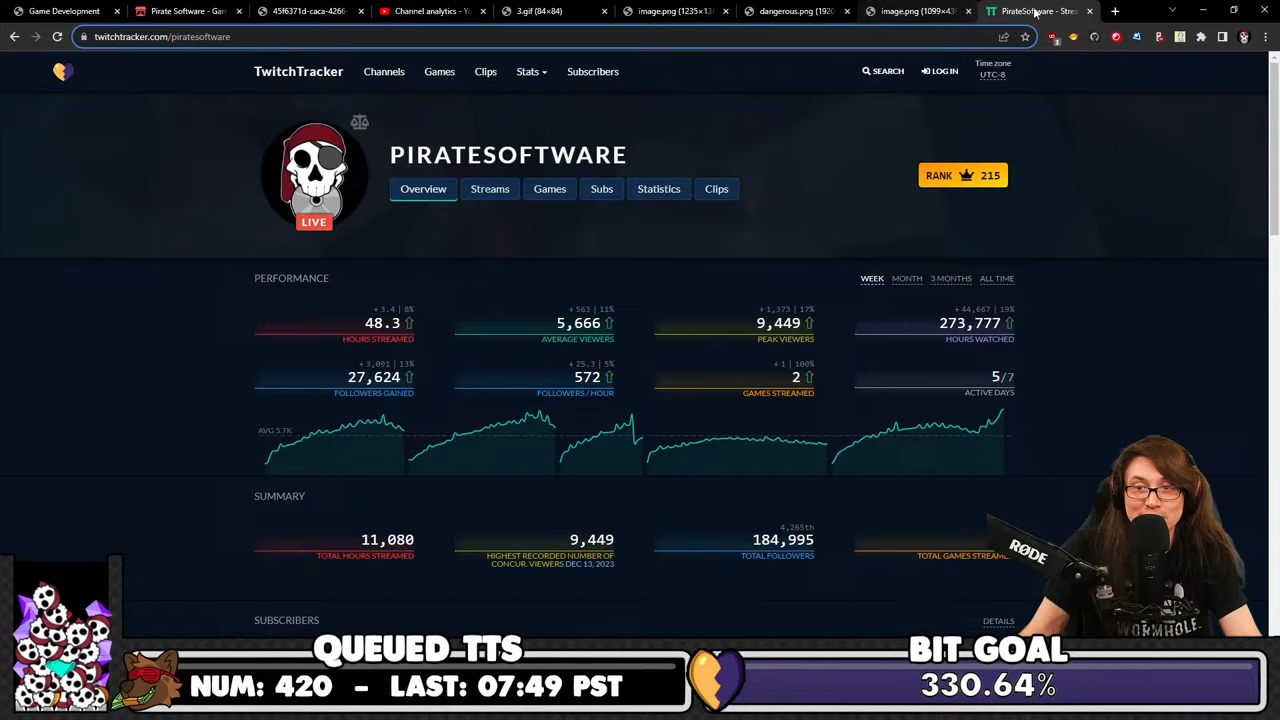 Game Development
Pirate Software - Gam
45f6371d-caca-4266-
Channel analytics - Yo
3.gif (84×84)
image.png (1235×13
dangerous.png (1920
image.png (1099×43
PirateSoftware - Strea
twitchtracker.com/piratesoftware
TwitchTracker
Channels
Games
Clips
Stats
Subscribers
SEARCH
LOG IN
Time zone
UTC-8
LIVE
PIRATESOFTWARE
Overview
Streams
Games
Subs
Statistics
Clips
RANK 215
PERFORMANCE
WEEK
MONTH
3 MONTHS
ALL TIME
+ 3.4 | 8%
48.3
HOURS STREAMED
+ 563 | 11%
5,666
AVERAGE VIEWERS
+ 1,373 | 17%
9,449
PEAK VIEWERS
+ 44,667 | 19%
273,777
HOURS WATCHED
+ 3,091 | 13%
27,624
FOLLOWERS GAINED
+ 25.3 | 5%
572
FOLLOWERS / HOUR
+ 1 | 100%
2
GAMES STREAMED
5/7
ACTIVE DAYS
AVG 5.7K
SUMMARY
11,080
TOTAL HOURS STREAMED
9,449
HIGHEST RECORDED NUMBER OF
CONCUR. VIEWERS DEC 13, 2023
4,265th
184,995
TOTAL FOLLOWERS
TOTAL GAMES STREAME
SUBSCRIBERS
DETAILS
RØDE
WORMHOLE
QUEUED TTS
NUM: 420 - LAST: 07:49 PST
BIT GOAL
330.64%